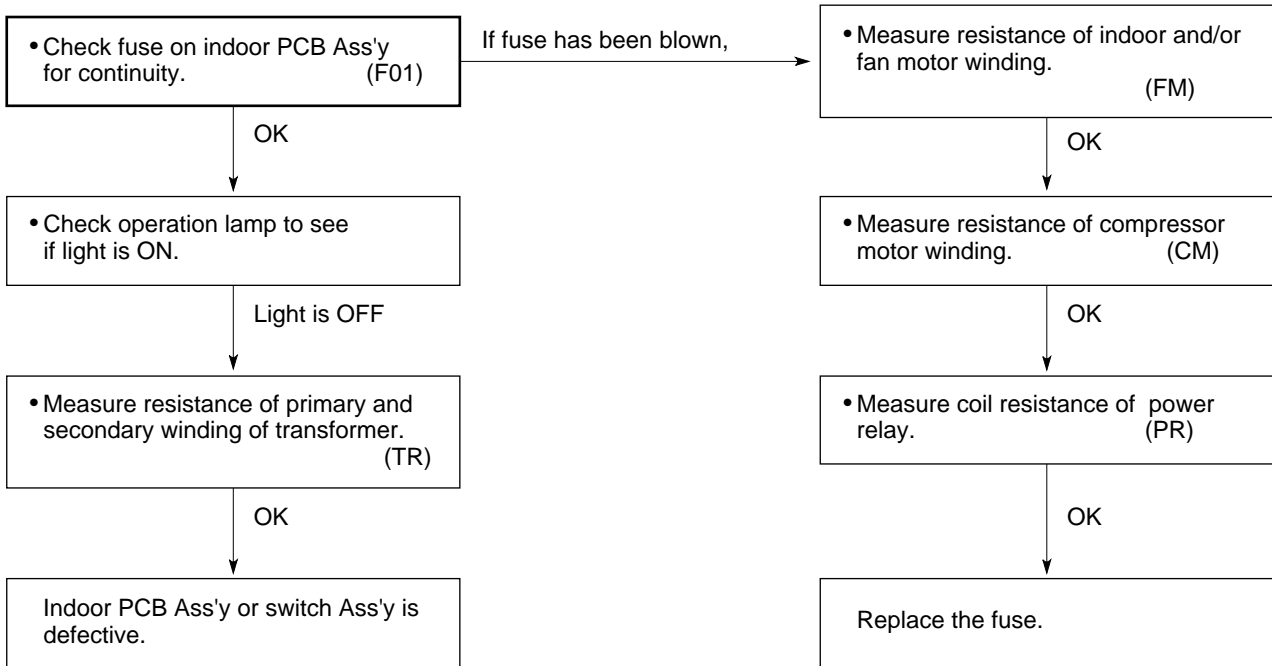 • Check fuse on indoor PCB Ass'y
for continuity. (F01)
If fuse has been blown,
• Measure resistance of indoor and/or
fan motor winding.
(FM)
OK
OK
• Check operation lamp to see
if light is ON.
• Measure resistance of compressor
motor winding. (CM)
Light is OFF
OK
• Measure resistance of primary and
secondary winding of transformer.
(TR)
• Measure coil resistance of power
relay. (PR)
OK
OK
Indoor PCB Ass'y or switch Ass'y is
defective.
Replace the fuse.